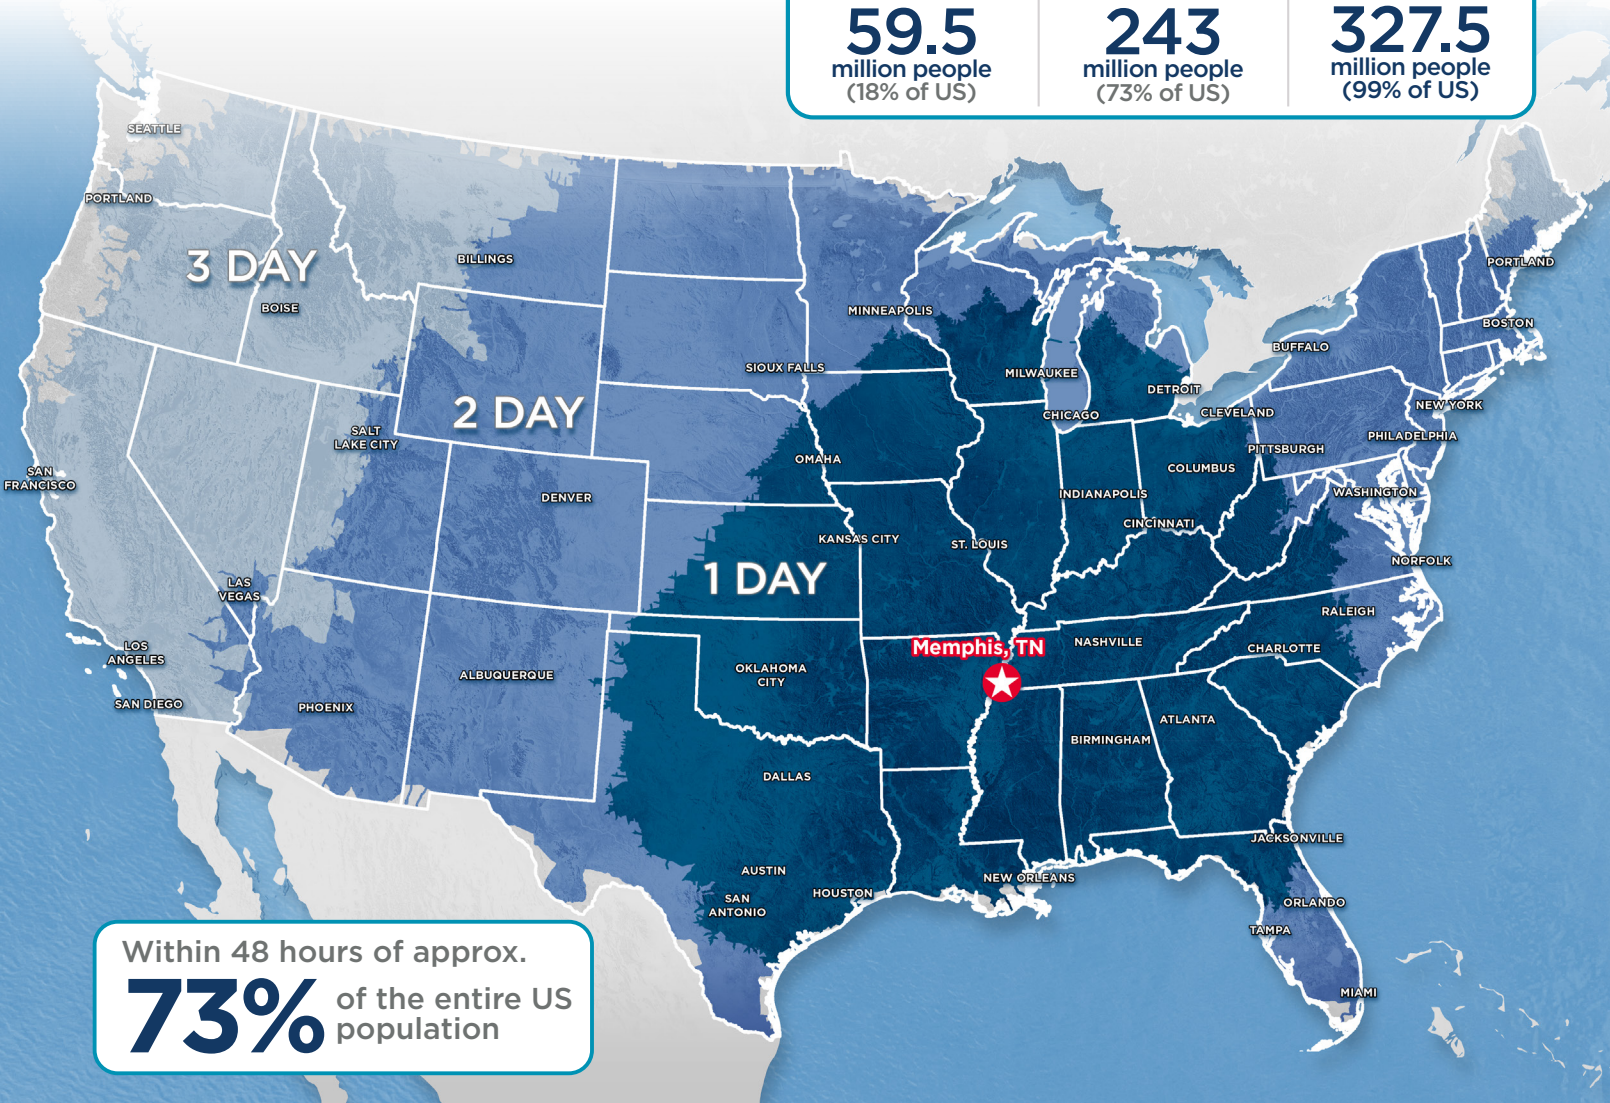 59.5
million people
(18% of US)
243
million people
(73% of US)
327.5
million people
(99% of US)
SEATTLE
PORTLAND
3 DAY
BOISE
BILLINGS
MINNEAPOLIS
PORTLAND
BOSTON
BUFFALO
SIOUX FALLS
MILWAUKEE
DETROIT
2 DAY
CHICAGO
CLEVELAND
NEW YORK
SALT
LAKE CITY
PHILADELPHIA
PITTSBURGH
OMAHA
COLUMBUS
SAN
FRANCISCO
DENVER
INDIANAPOLIS
WASHINGTON
CINCINNATI
KANSAS CITY
ST. LOUIS
NORFOLK
1 DAY
LAS
VEGAS
RALEIGH
Memphis, TN
NASHVILLE
CHARLOTTE
LOS
ANGELES
ALBUQUERQUE
OKLAHOMA
CITY
SAN DIEGO
PHOENIX
ATLANTA
BIRMINGHAM
DALLAS
JACKSONVILLE
AUSTIN
NEW ORLEANS
HOUSTON
SAN
ANTONIO
ORLANDO
TAMPA
MIAMI
Within 48 hours of approx.
73%
of the entire US
population